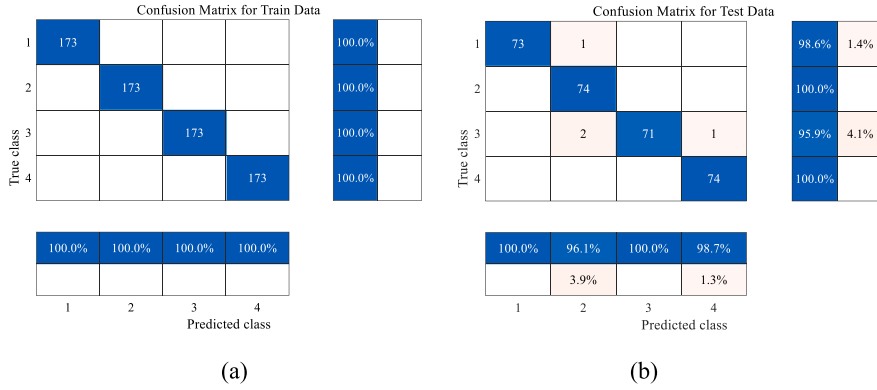 Confusion Matrix for Train Data
1 173 100.0%
2 173 100.0%
3 173 100.0%
4 173 100.0%
True class
100.0% 100.0% 100.0% 100.0%
1 2 3 4
Predicted class
(a)
Confusion Matrix for Test Data
1 73 1 98.6% 1.4%
2 74 100.0%
3 2 71 1 95.9% 4.1%
4 74 100.0%
True class
100.0% 96.1% 100.0% 98.7%
3.9% 1.3%
1 2 3 4
Predicted class
(b)